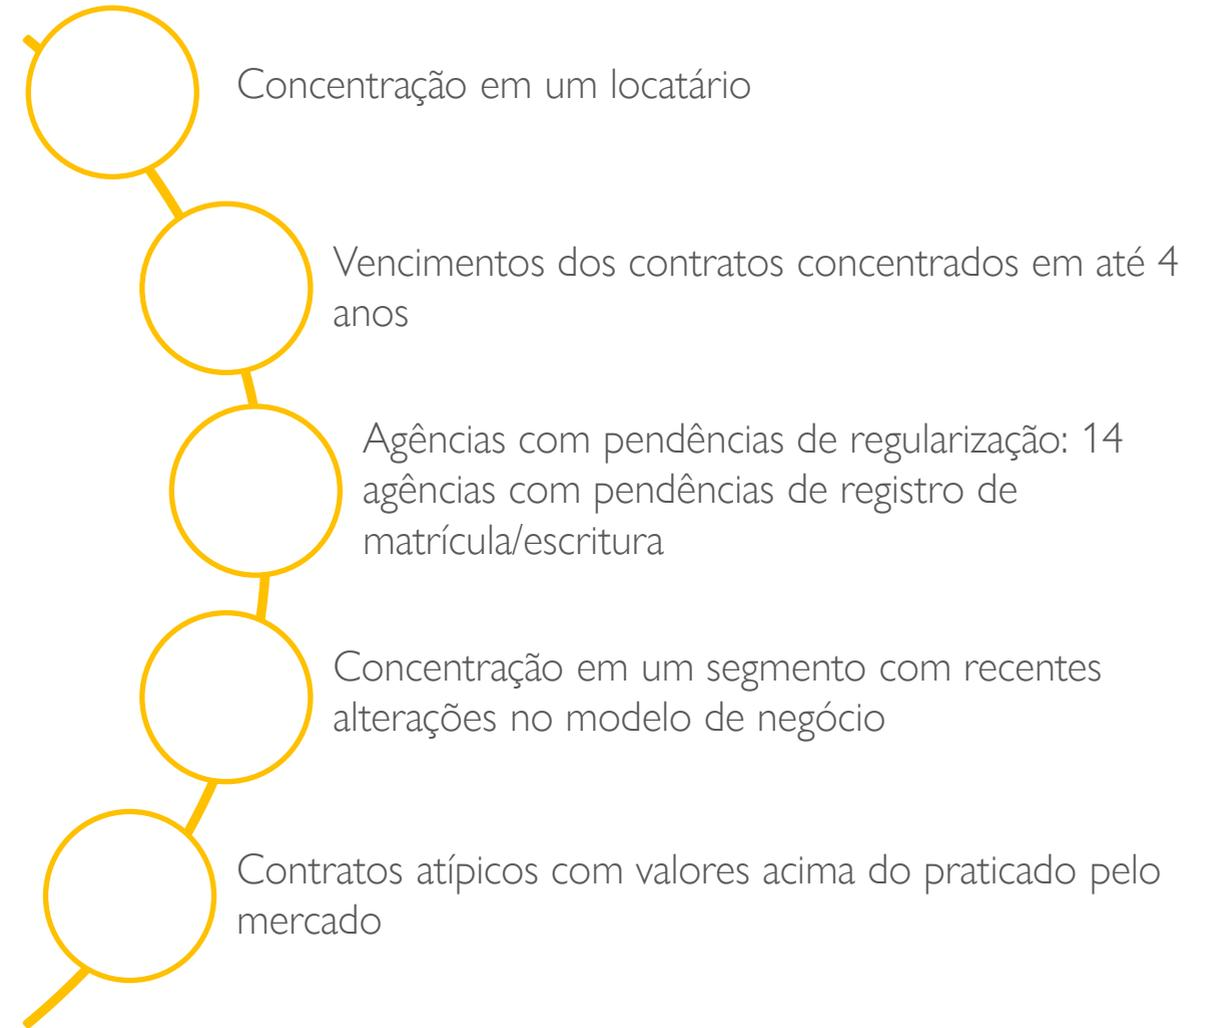 Concentração em um locatário
Vencimentos dos contratos concentrados em até 4
anos
Agências com pendências de regularização: 14
agências com pendências de registro de
matrícula/escritura
Concentração em um segmento com recentes
alterações no modelo de negócio
Contratos atípicos com valores acima do praticado pelo
mercado